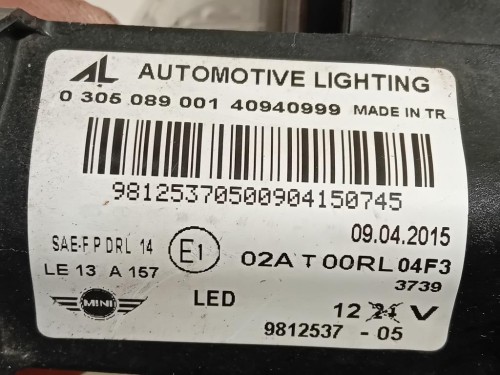 AL AUTOMOTIVE LIGHTING
0 305 089 001 40940999 MADE IN TR
98125370500904150745
09.04.2015
SAE-F P DRL 14 E1 02A T 00RL 04F3
LE 13 A 157 3739
MINI LED 12 24 V
9812537 - 05